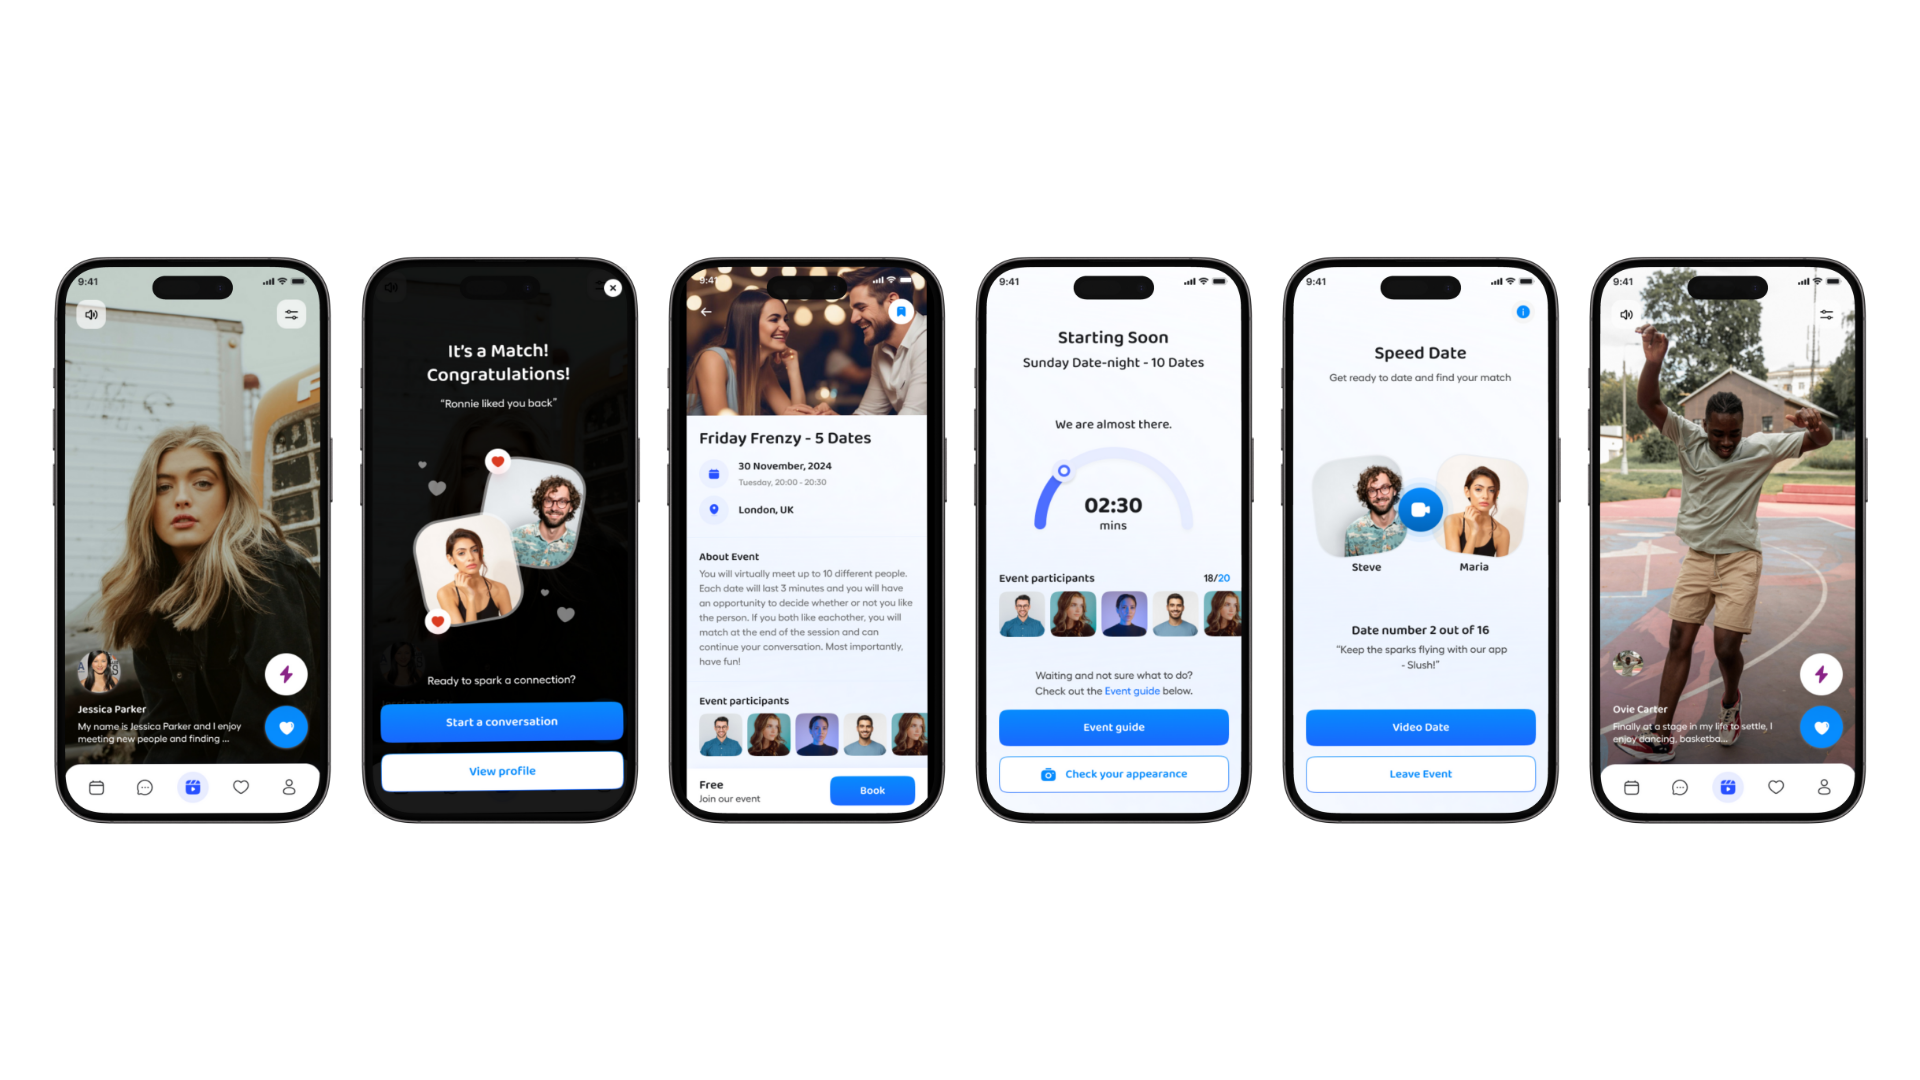 9:41
Jessica Parker
My name is Jessica Parker and I enjoy
meeting new people and finding ...
It's a Match!
Congratulations!
"Ronnie liked you back"
Ready to spark a connection?
Start a conversation
View profile
9:41
Friday Frenzy - 5 Dates
30 November, 2024
Tuesday, 20:00 - 20:30
London, UK
About Event
You will virtually meet up to 10 different people.
Each date will last 3 minutes and you will have
an opportunity to decide whether or not you like
the person. If you both like eachother, you will
match at the end of the session and can
continue your conversation. Most importantly,
have fun!
Event participants
Free
Join our event
Book
9:41
Starting Soon
Sunday Date-night - 10 Dates
We are almost there.
02:30
mins
Event participants
18/20
Waiting and not sure what to do?
Check out the Event guide below.
Event guide
Check your appearance
9:41
Speed Date
Get ready to date and find your match
Steve
Maria
Date number 2 out of 16
"Keep the sparks flying with our app
- Slush!"
Video Date
Leave Event
9:41
Ovie Carter
Finally at a stage in my life to settle, I
enjoy dancing, basketba...